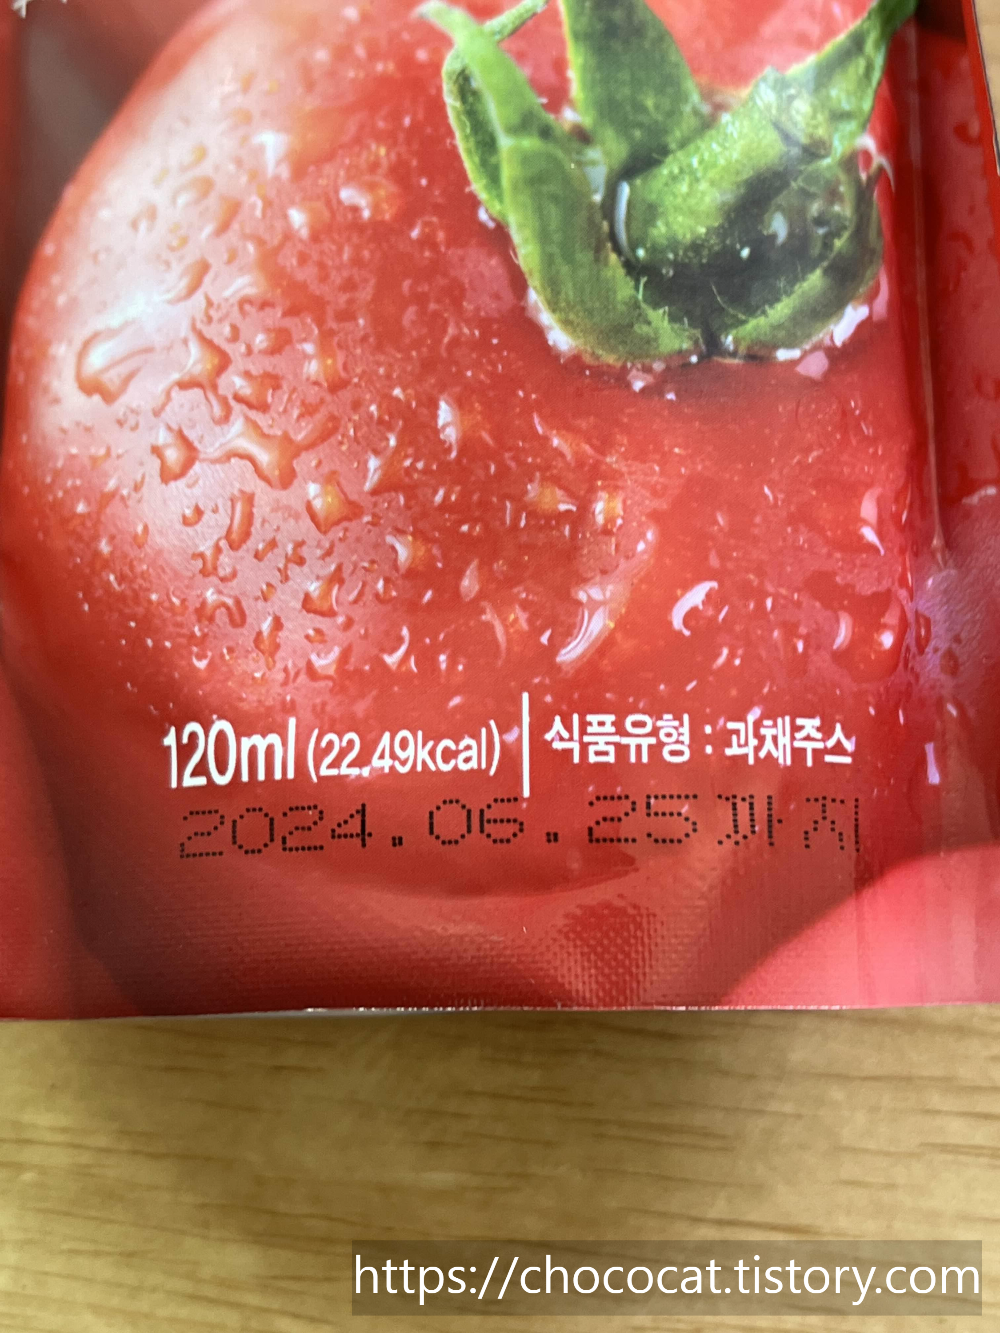 120ml (22.49kcal) | 식품유형 : 과채주스
2024.06.25까지
https://chococat.tistory.com